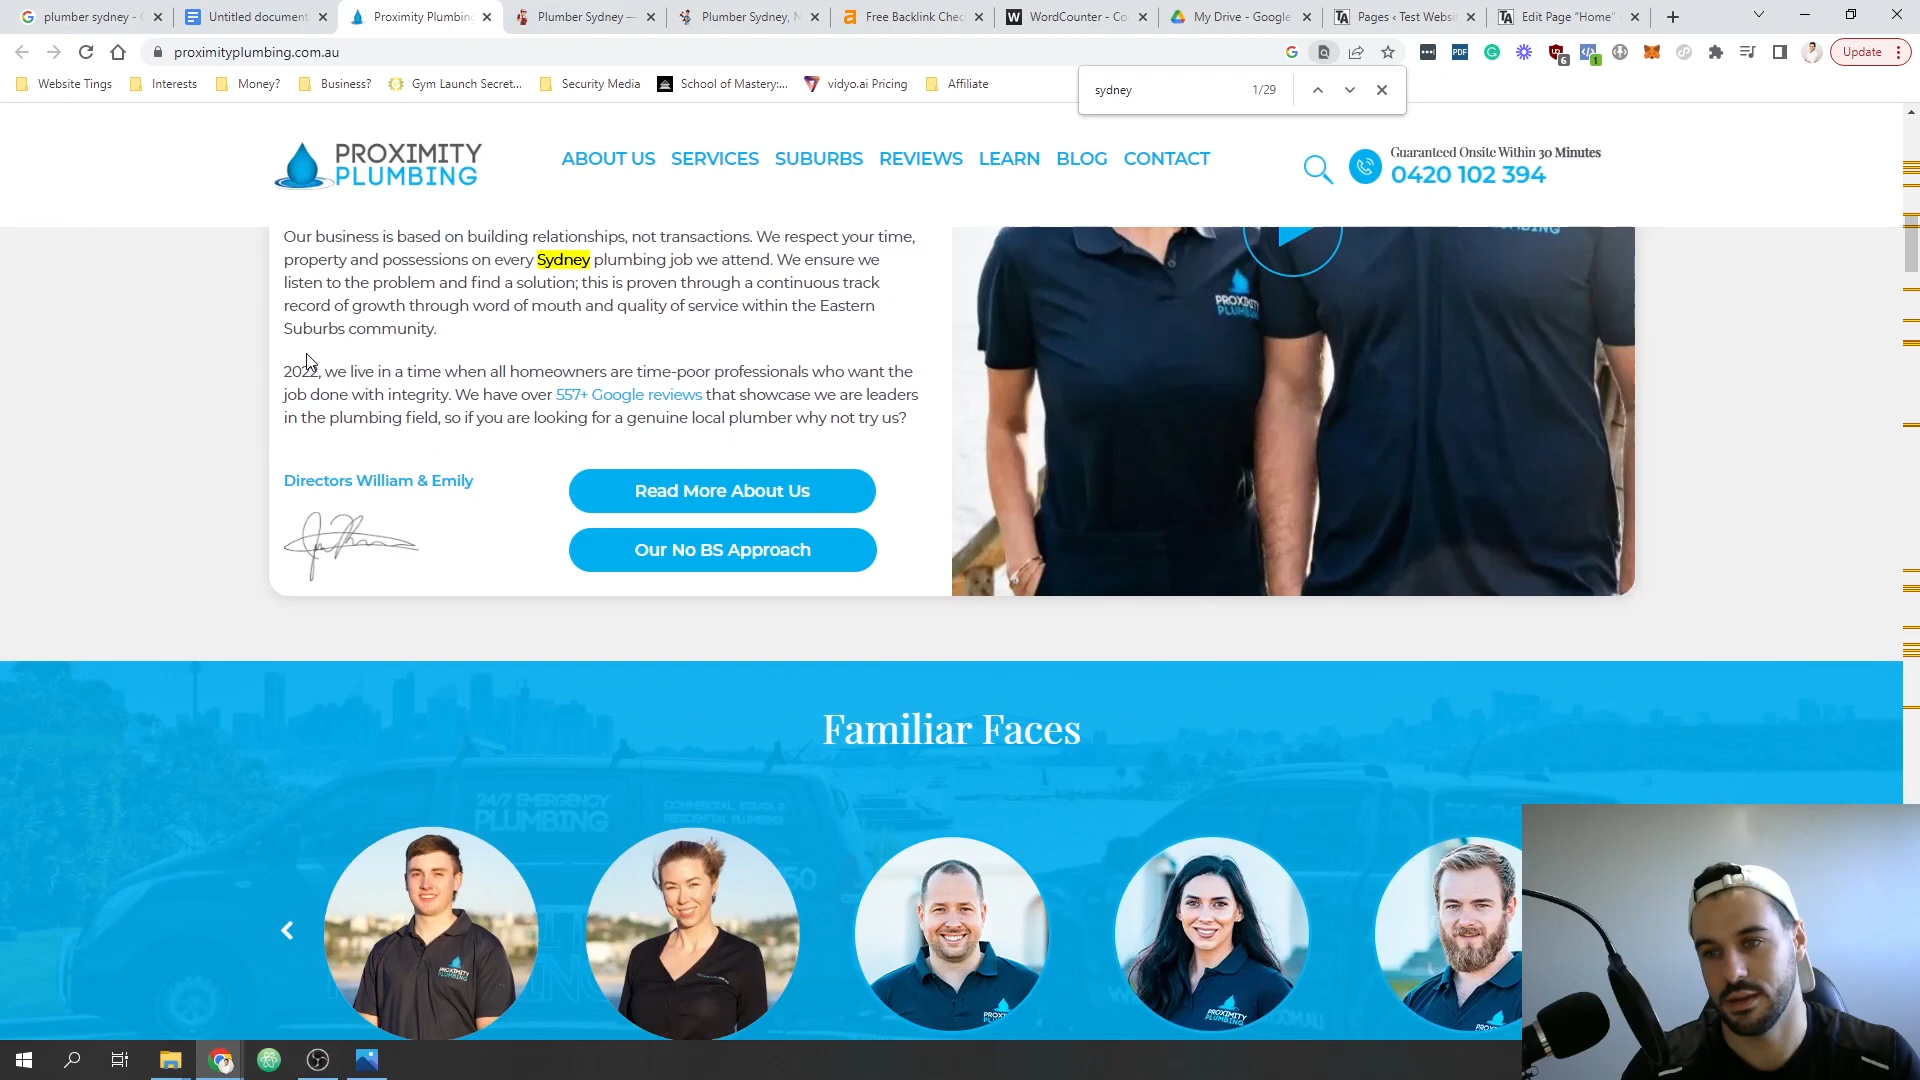 plumber sydney - G
Untitled document
Proximity Plumbing
Plumber Sydney —
Plumber Sydney, N
Free Backlink Chec
WordCounter - Co
My Drive - Google
Pages ‹ Test Websi
Edit Page “Home”
proximityplumbing.com.au
Update
Website Tings
Interests
Money?
Business?
Gym Launch Secret...
Security Media
School of Mastery:...
vidyo.ai Pricing
Affiliate
sydney
1/29
PROXIMITY
PLUMBING
ABOUT US
SERVICES
SUBURBS
REVIEWS
LEARN
BLOG
CONTACT
Guaranteed Onsite Within 30 Minutes
0420 102 394
Our business is based on building relationships, not transactions. We respect your time,
property and possessions on every Sydney plumbing job we attend. We ensure we
listen to the problem and find a solution; this is proven through a continuous track
record of growth through word of mouth and quality of service within the Eastern
Suburbs community.
2022, we live in a time when all homeowners are time-poor professionals who want the
job done with integrity. We have over 557+ Google reviews that showcase we are leaders
in the plumbing field, so if you are looking for a genuine local plumber why not try us?
Directors William & Emily
Read More About Us
Our No BS Approach
PROXIMITY
PLUMBING
Familiar Faces
24/7 EMERGENCY
PLUMBING
COMMERCIAL, STRATA &
RESIDENTIAL PLUMBING